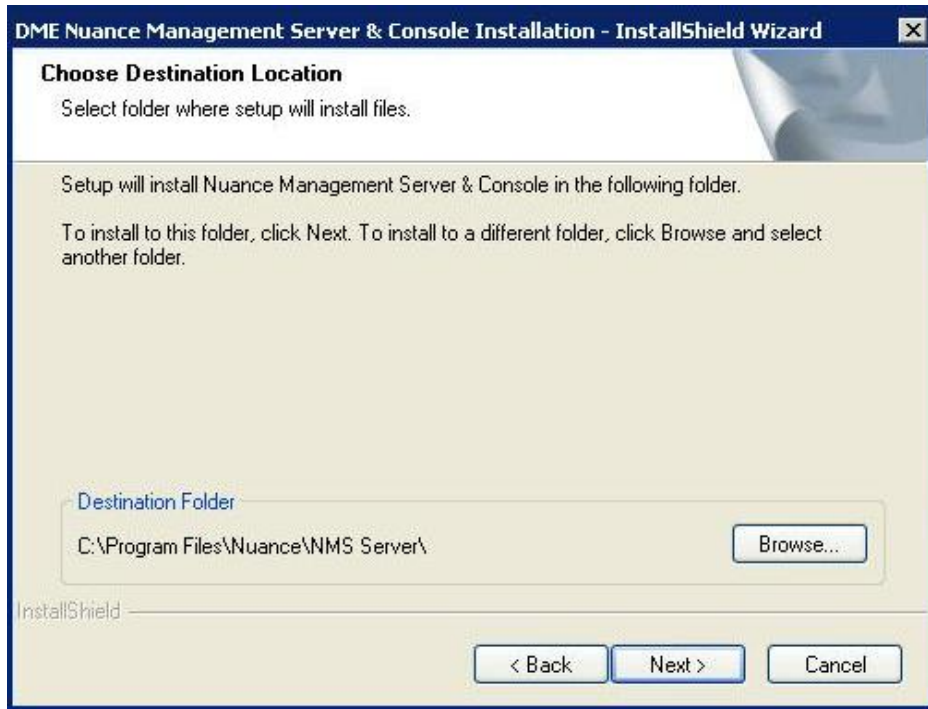 DME Nuance Management Server & Console Installation - InstallShield Wizard
Choose Destination Location
Select folder where setup will install files.
Setup will install Nuance Management Server & Console in the following folder.
To install to this folder, click Next. To install to a different folder, click Browse and select
another folder.
Destination Folder
C:\Program Files\Nuance\NMS Server\
Browse...
InstallShield
< Back
Next >
Cancel